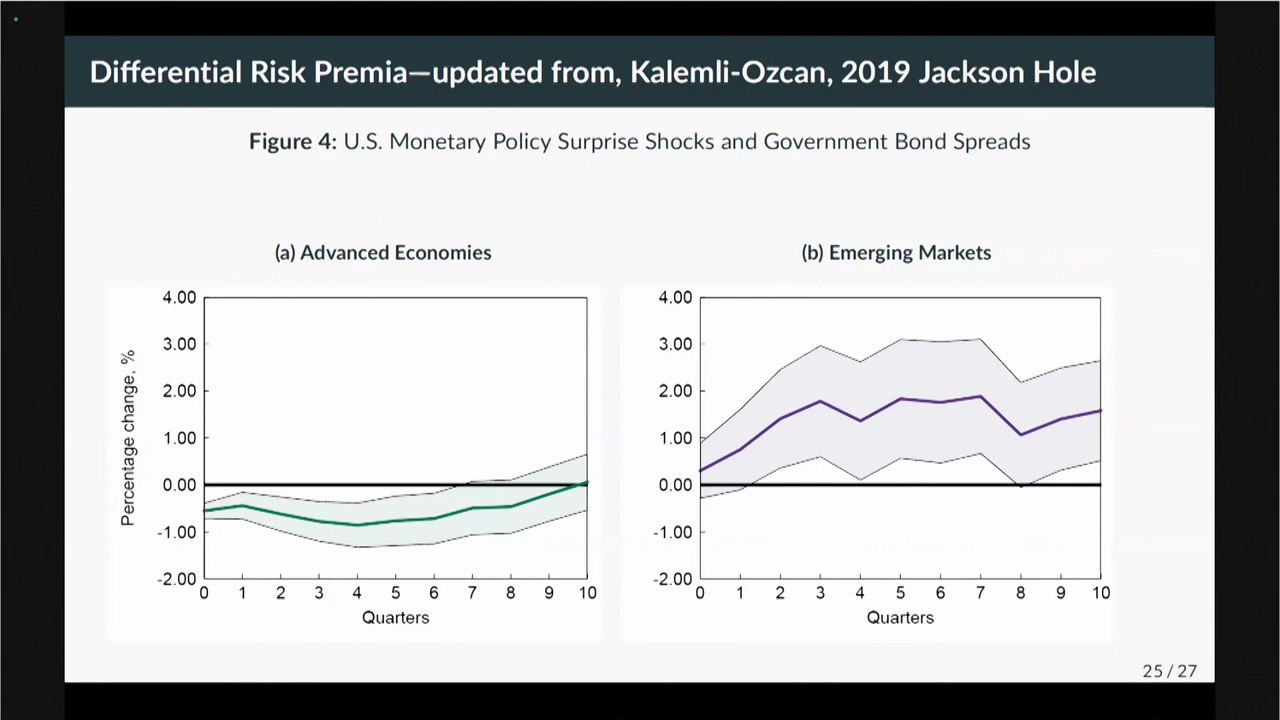 Differential Risk Premia—updated from, Kalemli-Ozcan, 2019 Jackson Hole
Figure 4: U.S. Monetary Policy Surprise Shocks and Government Bond Spreads
(a) Advanced Economies
Percentage change, %
4.00
3.00
2.00
1.00
0.00
-1.00
-2.00
0 1 2 3 4 5 6 7 8 9 10
Quarters
(b) Emerging Markets
4.00
3.00
2.00
1.00
0.00
-1.00
-2.00
0 1 2 3 4 5 6 7 8 9 10
Quarters
25 / 27